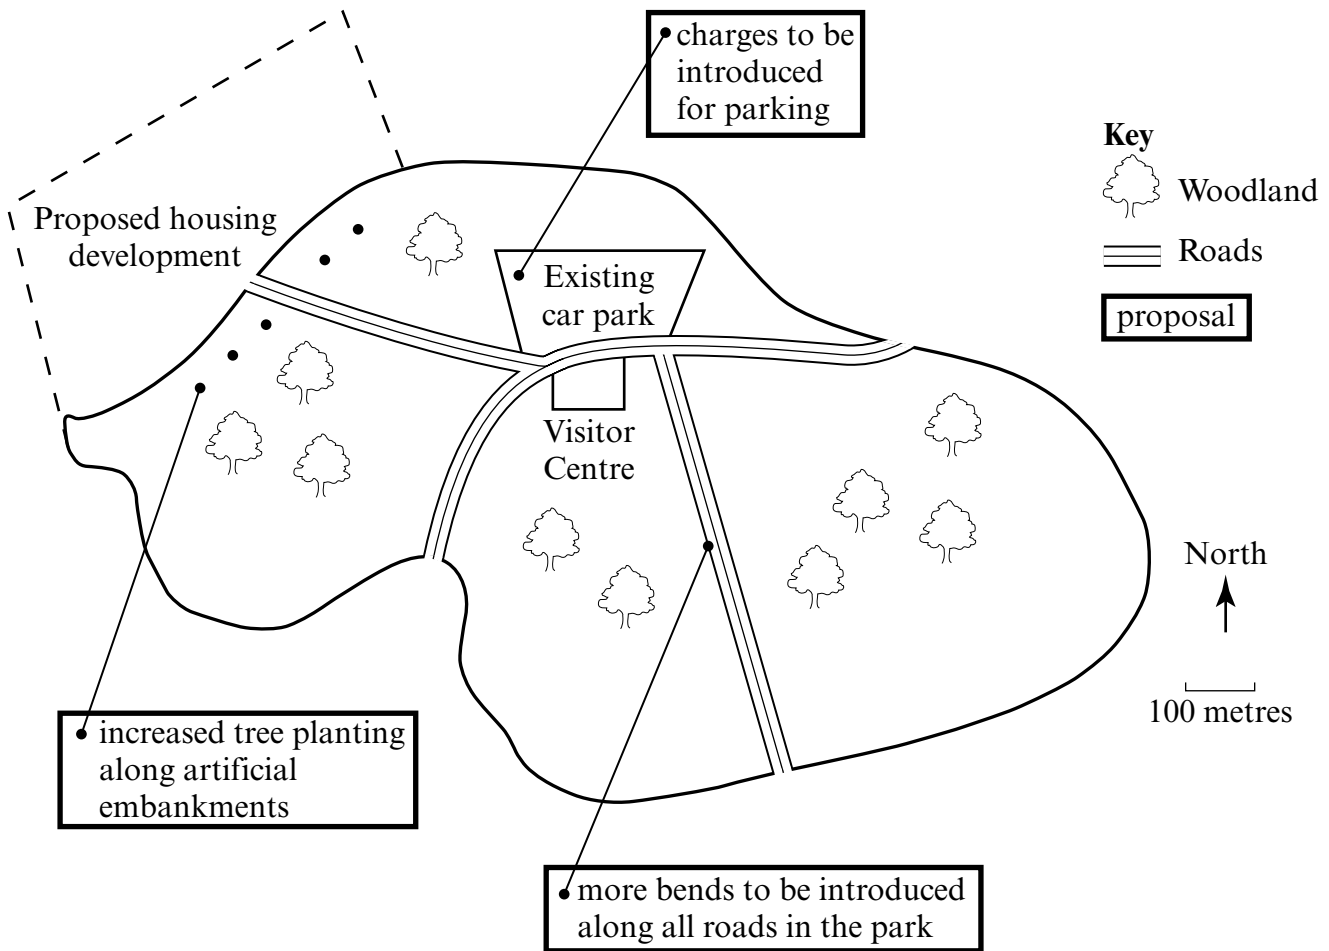 charges to be
introduced
for parking
Key
Woodland
Roads
proposal
Proposed housing
development
Existing
car park
Visitor
Centre
North
100 metres
increased tree planting
along artificial
embankments
more bends to be introduced
along all roads in the park